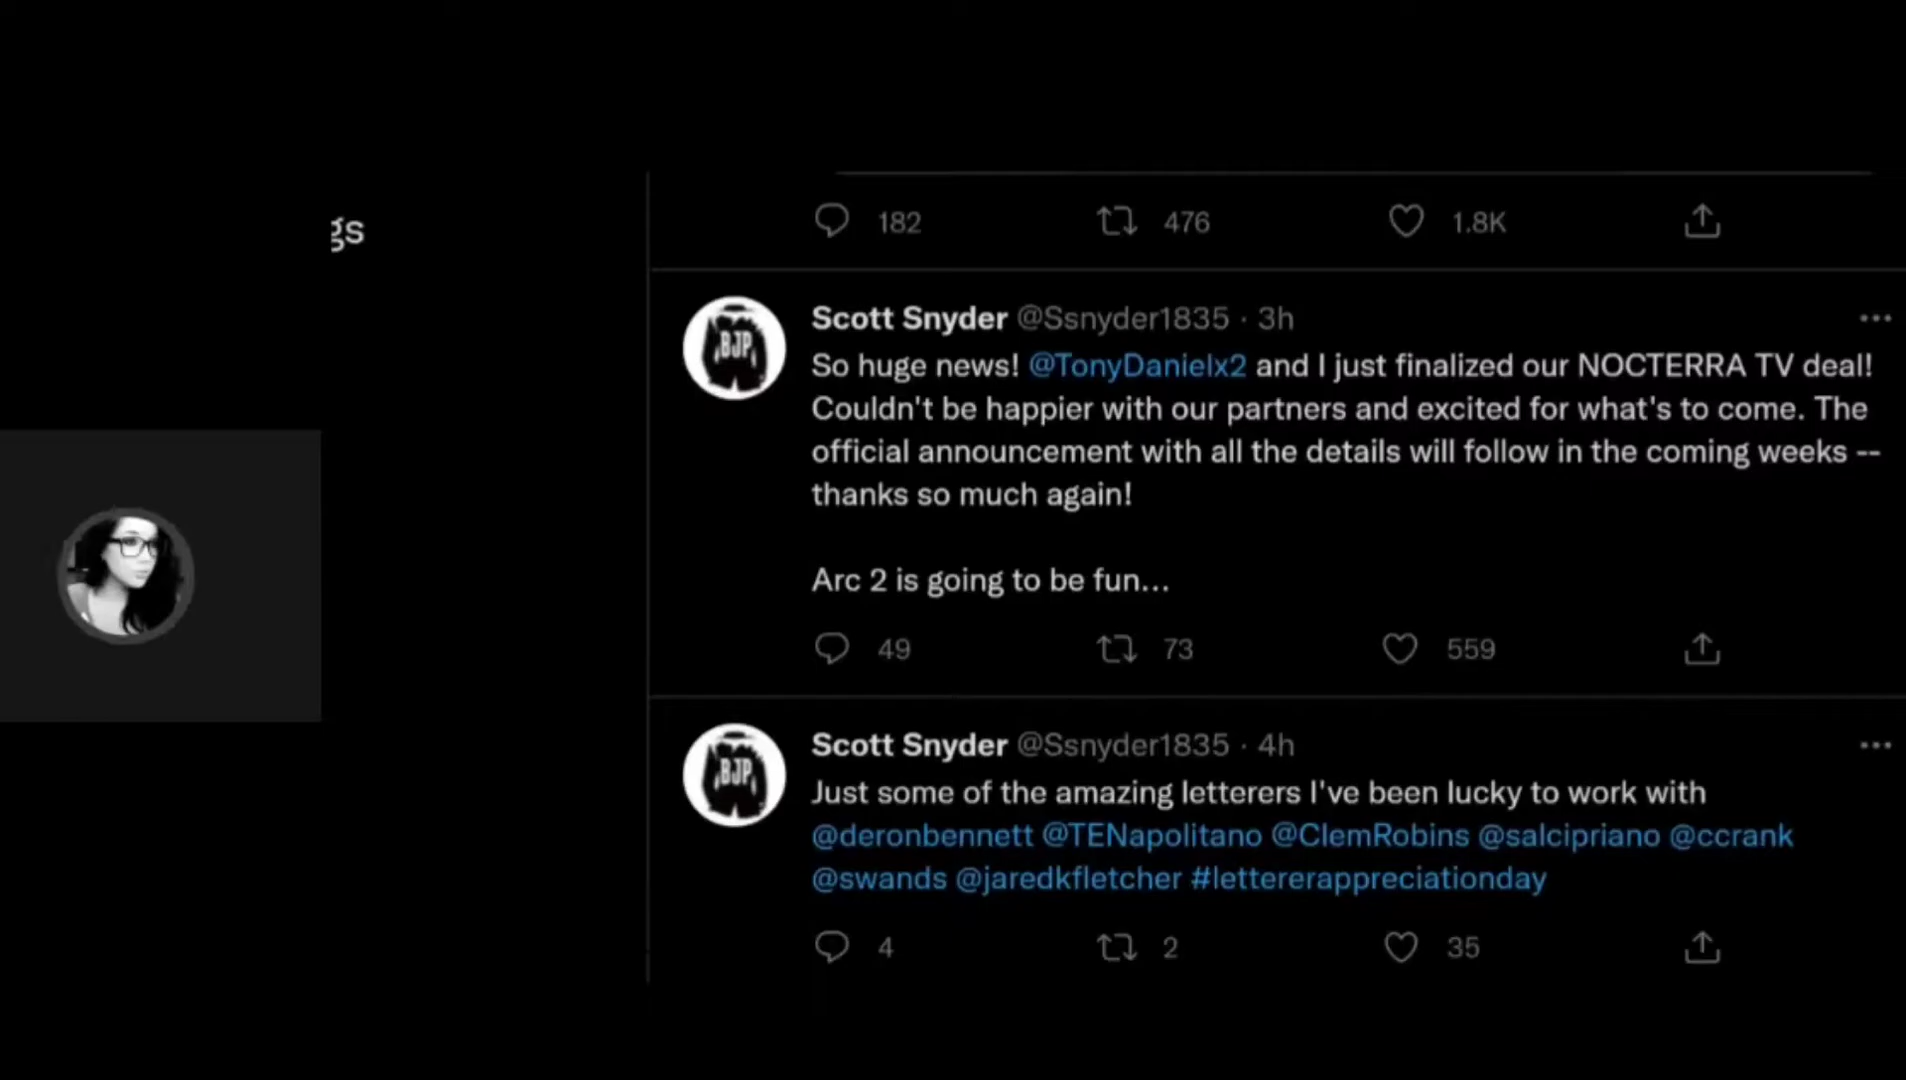 gs
182 476 1.8K
Scott Snyder @Ssnyder1835 · 3h
So huge news! @TonyDanielx2 and I just finalized our NOCTERRA TV deal!
Couldn't be happier with our partners and excited for what's to come. The
official announcement with all the details will follow in the coming weeks --
thanks so much again!
Arc 2 is going to be fun...
49 73 559
BJP
Scott Snyder @Ssnyder1835 · 4h
Just some of the amazing letterers I've been lucky to work with
@deronbennett @TENapolitano @ClemRobins @salcipriano @ccrank
@swands @jaredkfletcher #lettererappreciationday
4 2 35
BJP